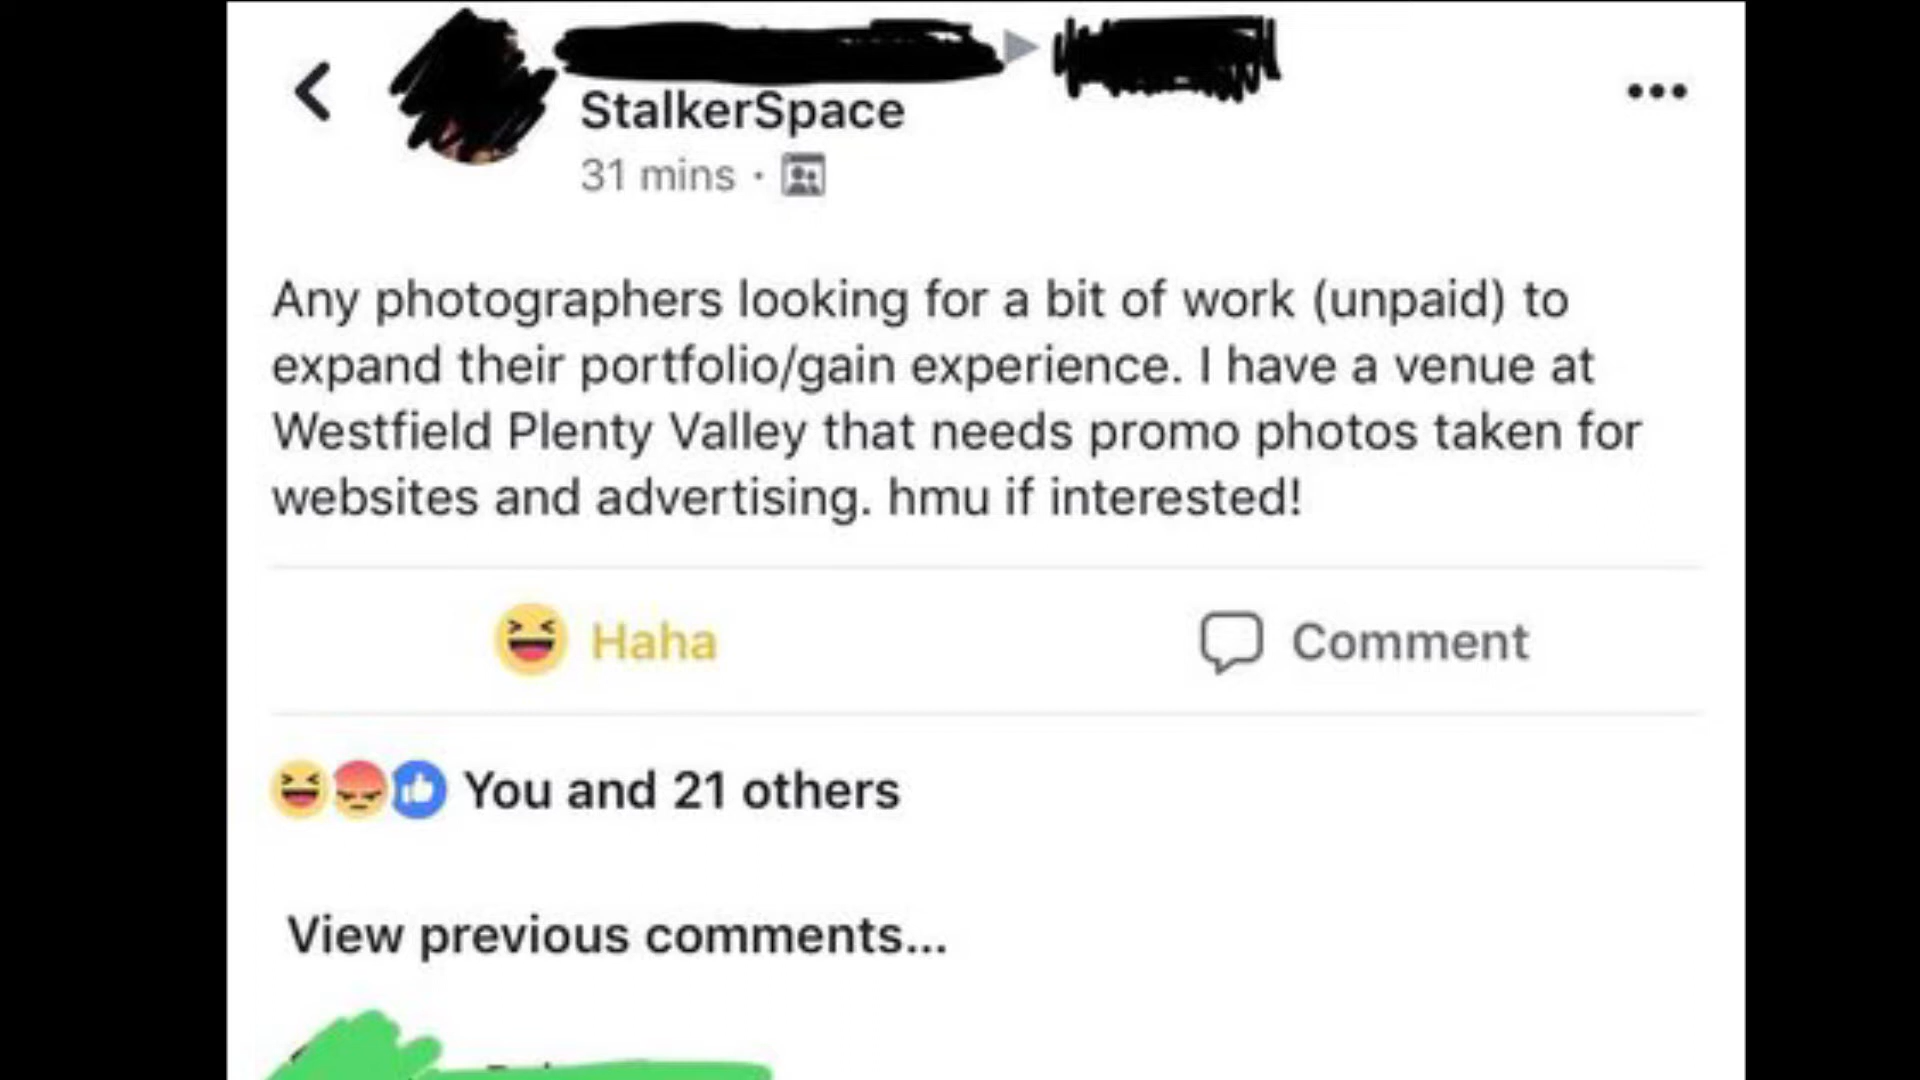 StalkerSpace
31 mins ·
Any photographers looking for a bit of work (unpaid) to
expand their portfolio/gain experience. I have a venue at
Westfield Plenty Valley that needs promo photos taken for
websites and advertising. hmu if interested!
Haha
Comment
You and 21 others
View previous comments...